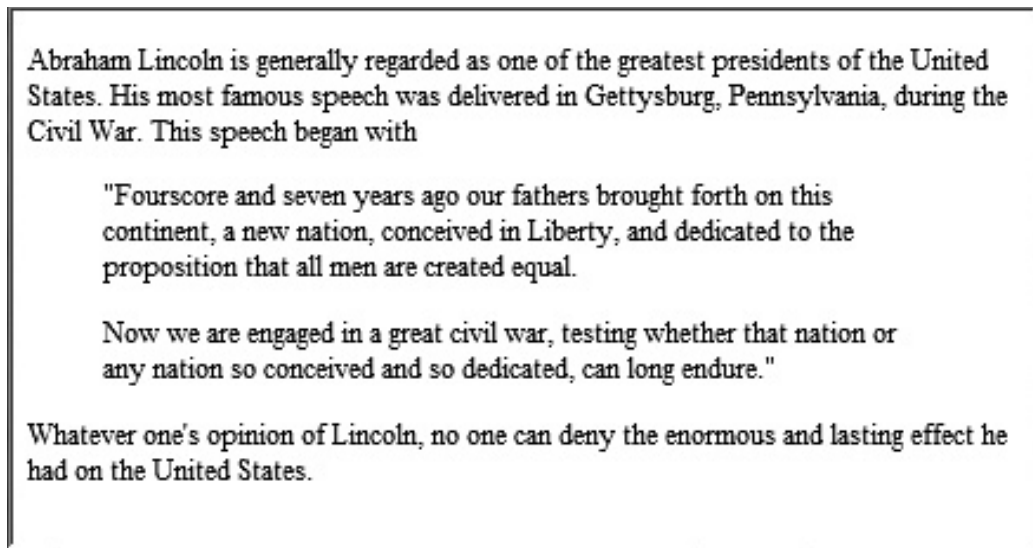 Abraham Lincoln is generally regarded as one of the greatest presidents of the United
States. His most famous speech was delivered in Gettysburg, Pennsylvania, during the
Civil War. This speech began with
"Fourscore and seven years ago our fathers brought forth on this
continent, a new nation, conceived in Liberty, and dedicated to the
proposition that all men are created equal.
Now we are engaged in a great civil war, testing whether that nation or
any nation so conceived and so dedicated, can long endure."
Whatever one's opinion of Lincoln, no one can deny the enormous and lasting effect he
had on the United States.